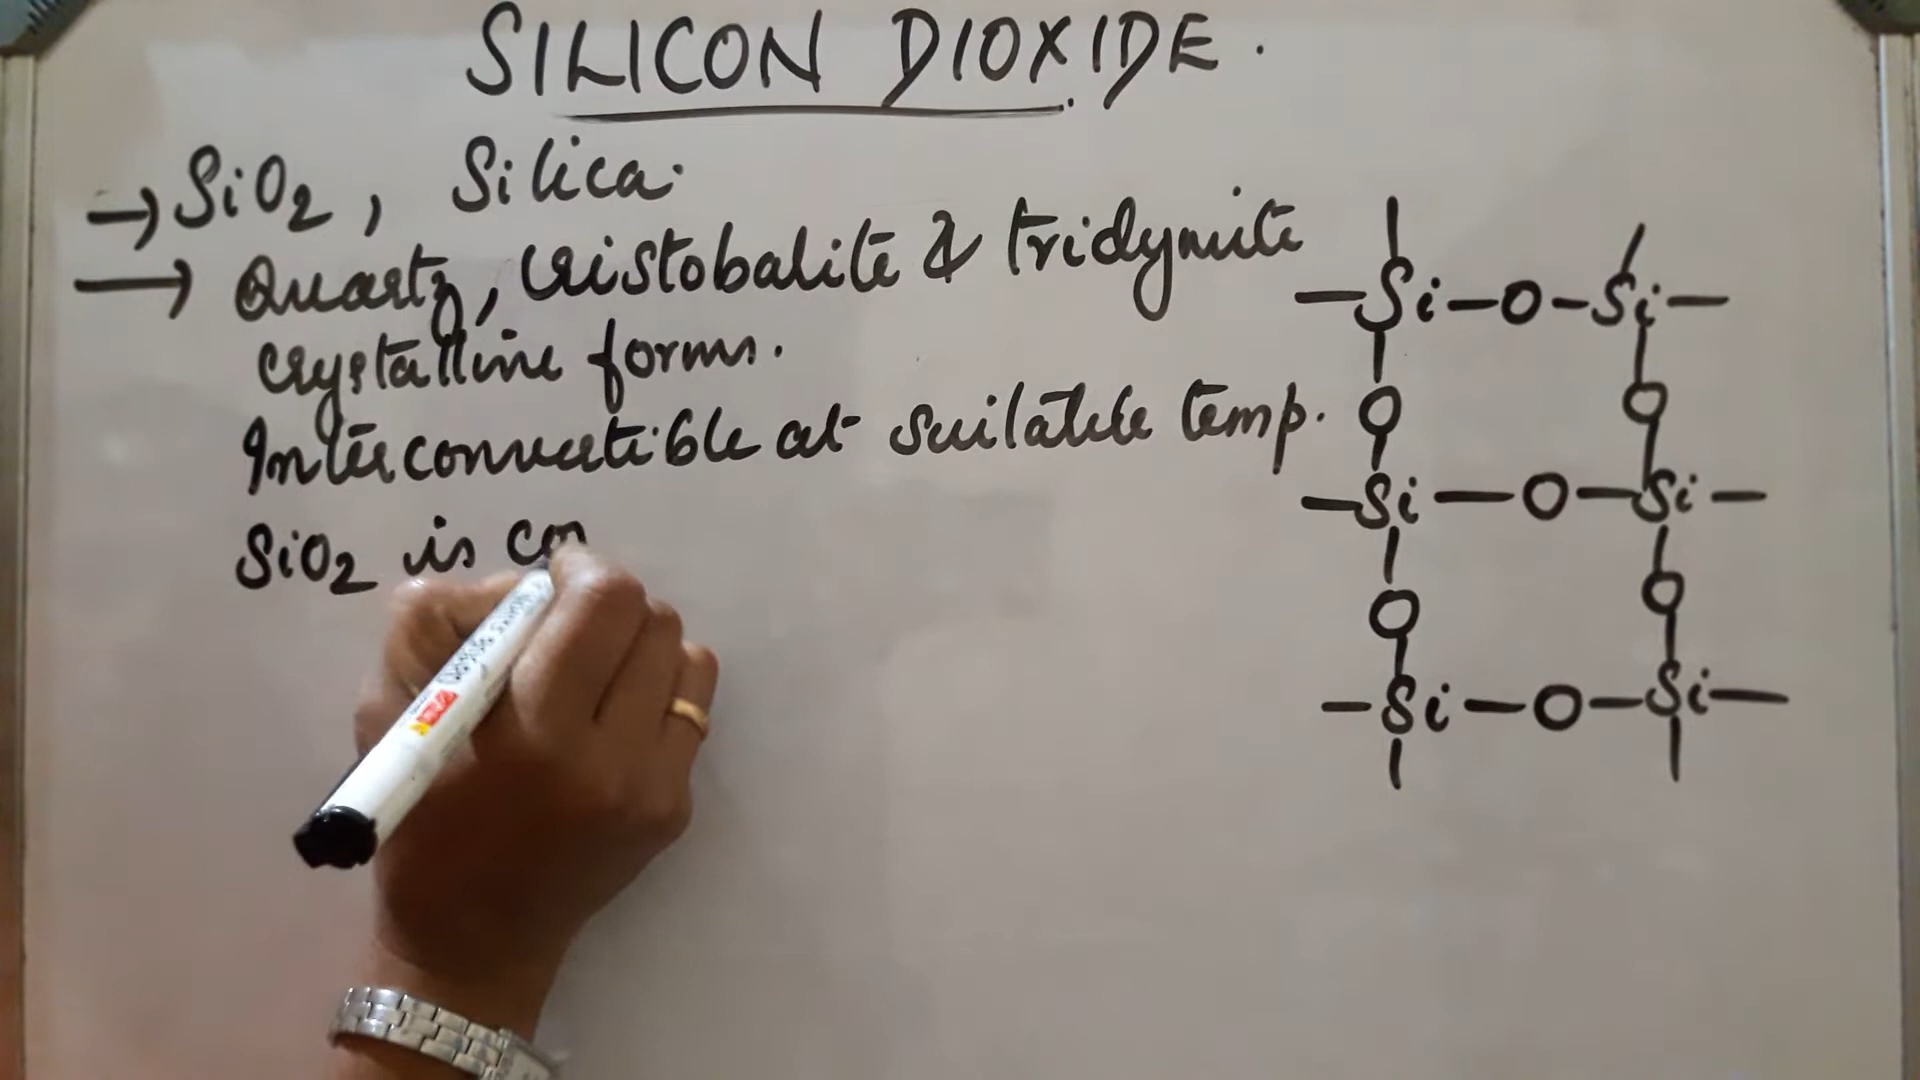 SILICON DIOXIDE.
→ SiO2, Silica.
→ Quartz, cristobalite & tridymite
crystalline forms.
Interconvertible at suitable temp.
SiO2 is con
—Si—O—Si—
O O
—Si—O—Si—
O O
—Si—O—Si—